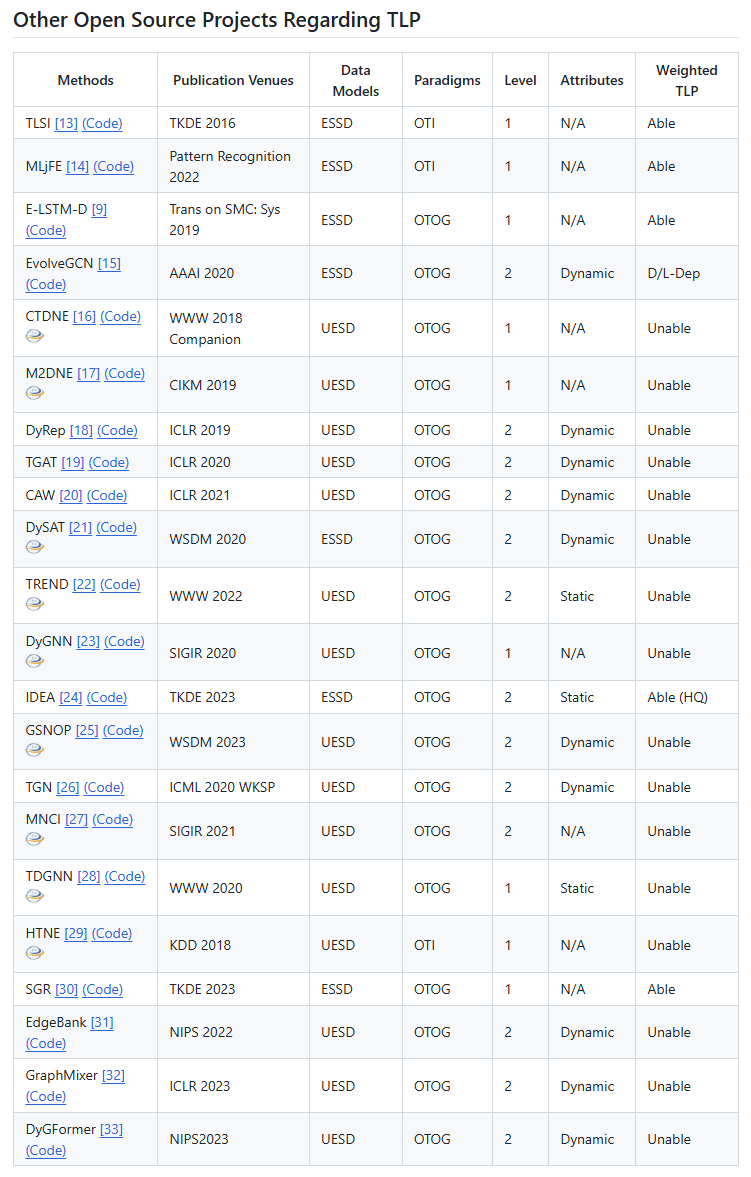 Other Open Source Projects Regarding TLP
Methods Publication Venues Data Models Paradigms Level Attributes Weighted TLP
TLSI [13] (Code) TKDE 2016 ESSD OTI 1 N/A Able
MLjFE [14] (Code) Pattern Recognition 2022 ESSD OTI 1 N/A Able
E-LSTM-D [9] (Code) Trans on SMC: Sys 2019 ESSD OTOG 1 N/A Able
EvolveGCN [15] (Code) AAAI 2020 ESSD OTOG 2 Dynamic D/L-Dep
CTDNE [16] (Code) WWW 2018 Companion UESD OTOG 1 N/A Unable
M2DNE [17] (Code) CIKM 2019 UESD OTOG 1 N/A Unable
DyRep [18] (Code) ICLR 2019 UESD OTOG 2 Dynamic Unable
TGAT [19] (Code) ICLR 2020 UESD OTOG 2 Dynamic Unable
CAW [20] (Code) ICLR 2021 UESD OTOG 2 Dynamic Unable
DySAT [21] (Code) WSDM 2020 ESSD OTOG 2 Dynamic Unable
TREND [22] (Code) WWW 2022 UESD OTOG 2 Static Unable
DyGNN [23] (Code) SIGIR 2020 UESD OTOG 1 N/A Unable
IDEA [24] (Code) TKDE 2023 ESSD OTOG 2 Static Able (HQ)
GSNOP [25] (Code) WSDM 2023 UESD OTOG 2 Dynamic Unable
TGN [26] (Code) ICML 2020 WKSP UESD OTOG 2 Dynamic Unable
MNCI [27] (Code) SIGIR 2021 UESD OTOG 2 N/A Unable
TDGNN [28] (Code) WWW 2020 UESD OTOG 1 Static Unable
HTNE [29] (Code) KDD 2018 UESD OTI 1 N/A Unable
SGR [30] (Code) TKDE 2023 ESSD OTOG 1 N/A Able
EdgeBank [31] (Code) NIPS 2022 UESD OTOG 2 Dynamic Unable
GraphMixer [32] (Code) ICLR 2023 UESD OTOG 2 Dynamic Unable
DyGFormer [33] (Code) NIPS2023 UESD OTOG 2 Dynamic Unable